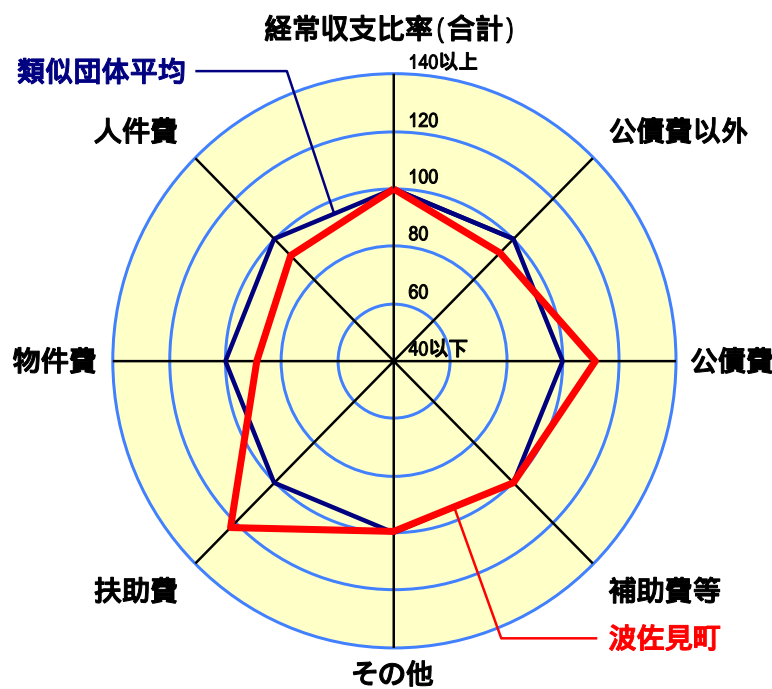 経常収支比率(合計)
140以上
類似団体平均
120
人件費
公債費以外
100
80
60
40以下
物件費
公債費
扶助費
補助費等
波佐見町
その他